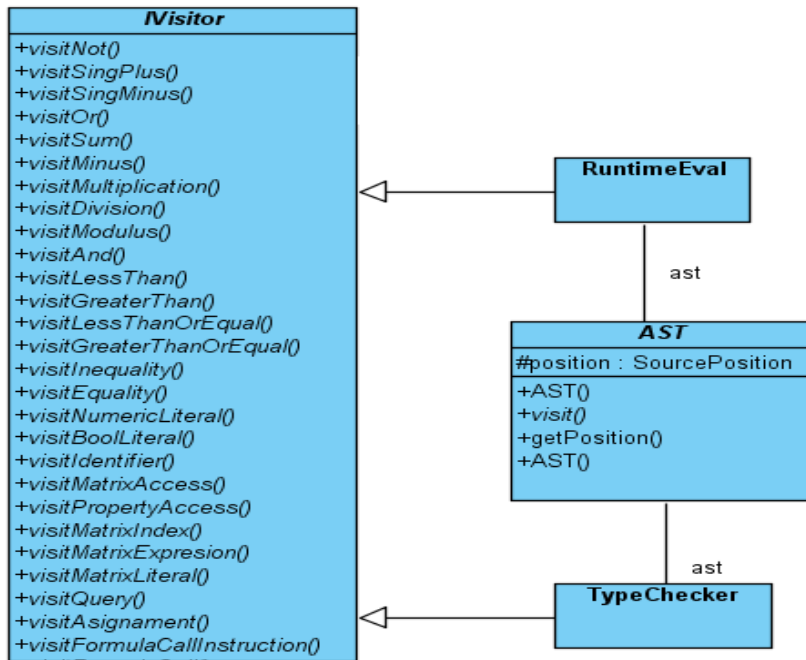 IVisitor
+visitNot()
+visitSingPlus()
+visitSingMinus()
+visitOr()
+visitSum()
+visitMinus()
+visitMultiplication()
+visitDivision()
+visitModulus()
+visitAnd()
+visitLessThan()
+visitGreaterThan()
+visitLessThanOrEqual()
+visitGreaterThanOrEqual()
+visitInequality()
+visitEquality()
+visitNumericLiteral()
+visitBoolLiteral()
+visitIdentifier()
+visitMatrixAccess()
+visitPropertyAccess()
+visitMatrixIndex()
+visitMatrixExpresion()
+visitMatrixLiteral()
+visitQuery()
+visitAsignament()
+visitFormulaCallInstruction()
RuntimeEval
ast
AST
#position : SourcePosition
+AST()
+visit()
+getPosition()
+AST()
ast
TypeChecker